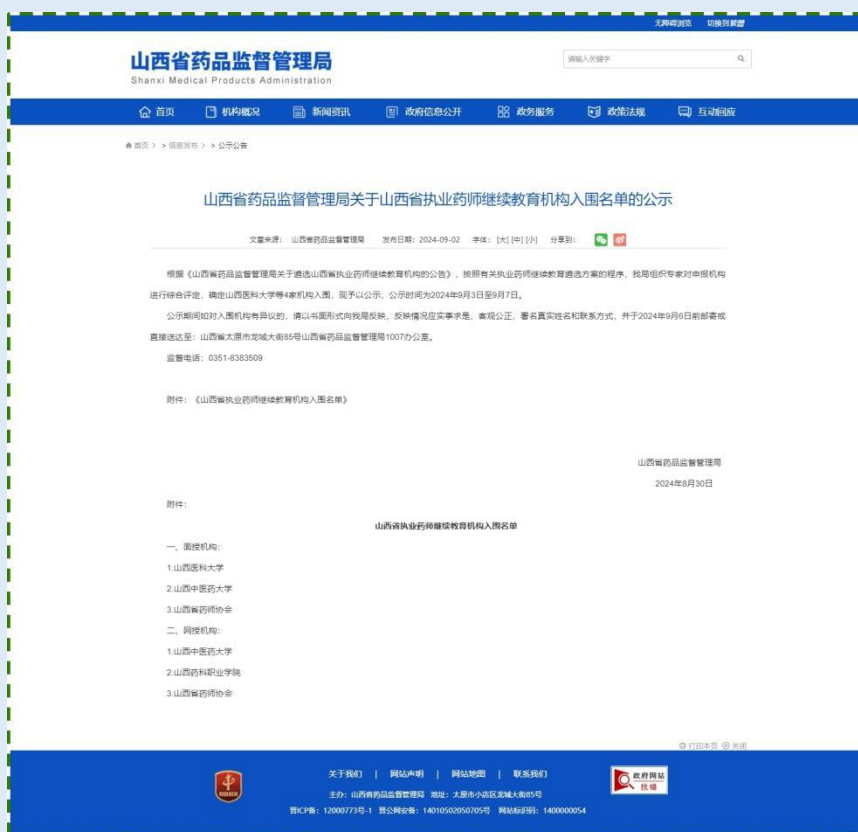 无障碍浏览 切换到繁體
山西省药品监督管理局
Shanxi Medical Products Administration
请输入关键字
首页 机构概况 新闻资讯 政府信息公开 政务服务 政策法规 互动回应
首页 > > 信息发布 > > 公示公告
山西省药品监督管理局关于山西省执业药师继续教育机构入围名单的公示
文章来源: 山西省药品监督管理局 发布日期: 2024-09-02 字体: [大] [中] [小] 分享到:
根据《山西省药品监督管理局关于遴选山西省执业药师继续教育机构的公告》,按照有关执业药师继续教育遴选方案的程序,我局组织专家对申报机构
进行综合评定,确定山西医科大学等4家机构入围,现予以公示,公示时间为2024年9月3日至9月7日。
公示期间如对入围机构有异议的,请以书面形式向我局反映,反映情况应实事求是、客观公正,署名真实姓名和联系方式,并于2024年9月6日前邮寄或
直接送达至:山西省太原市龙城大街85号山西省药品监督管理局1007办公室。
监督电话:0351-8383509
附件:《山西省执业药师继续教育机构入围名单》
山西省药品监督管理局
2024年8月30日
附件:
山西省执业药师继续教育机构入围名单
一、面授机构:
1.山西医科大学
2.山西中医药大学
3.山西省药师协会
二、网授机构:
1.山西中医药大学
2.山西药科职业学院
3.山西省药师协会
打印本页 关闭
关于我们 | 网站声明 | 网站地图 | 联系我们
主办:山西省药品监督管理局 地址:太原市小店区龙城大街85号
晋ICP备:12000773号-1 晋公网安备:14010502050705号 网站标识码:1400000054
政府网站
找错